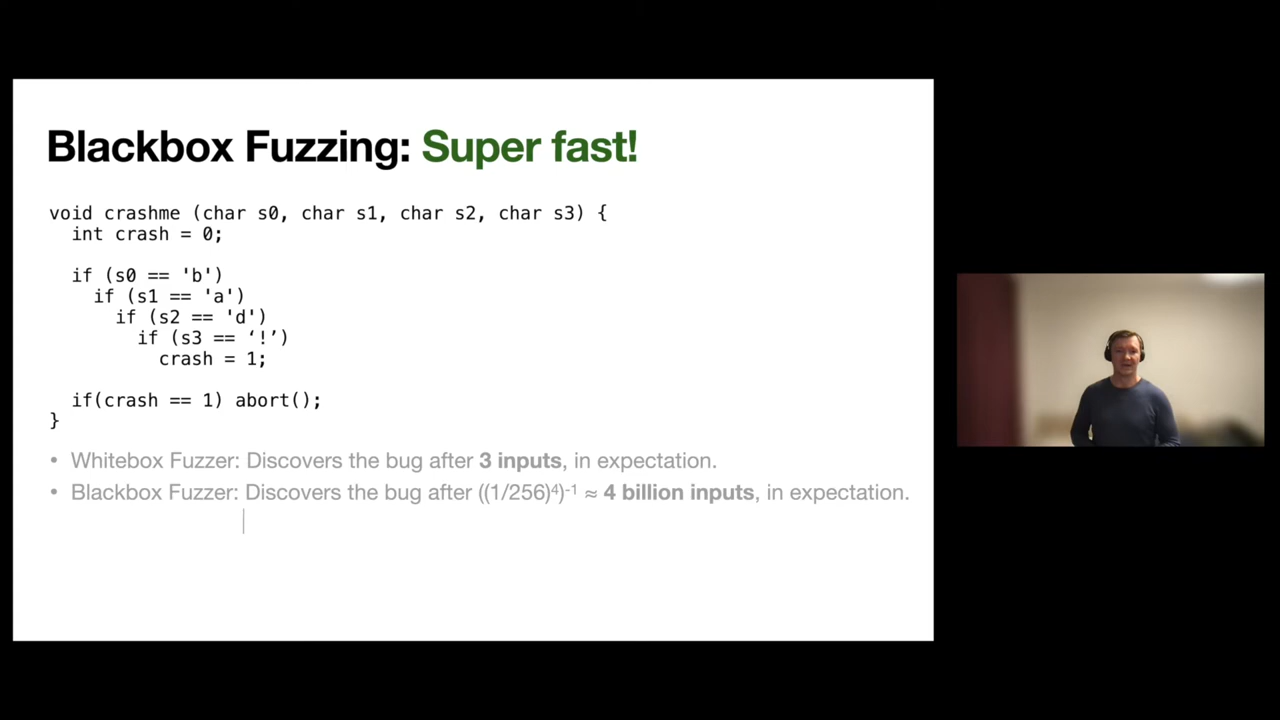 Blackbox Fuzzing: Super fast!
void crashme (char s0, char s1, char s2, char s3) {
int crash = 0;
if (s0 == 'b')
if (s1 == 'a')
if (s2 == 'd')
if (s3 == ‘!’)
crash = 1;
if(crash == 1) abort();
}
• Whitebox Fuzzer: Discovers the bug after 3 inputs, in expectation.
• Blackbox Fuzzer: Discovers the bug after ((1/256)⁴)⁻¹ ≈ 4 billion inputs, in expectation.